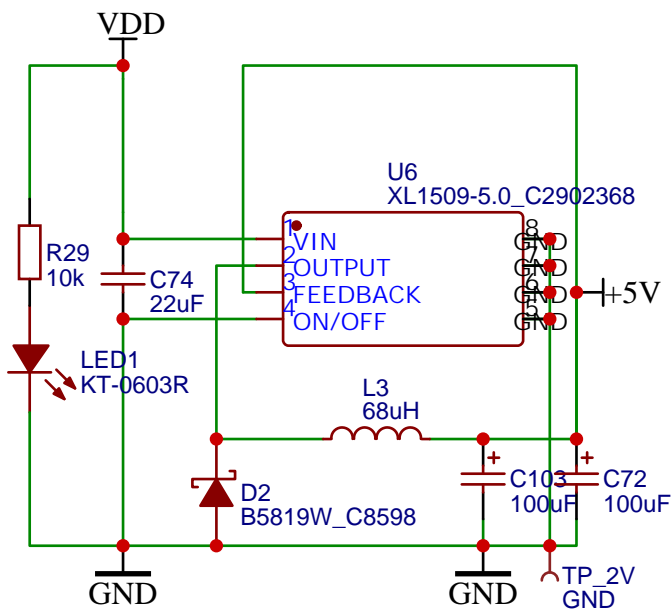 VDD
U6
XL1509-5.0_C2902368
1
VIN
8
GND
2
OUTPUT
7
GND
3
FEEDBACK
6
GND
4
ON/OFF
5
GND
+5V
R29
10k
C74
22uF
LED1
KT-0603R
L3
68uH
D2
B5819W_C8598
C103
100uF
C72
100uF
GND
GND
TP_2V
GND